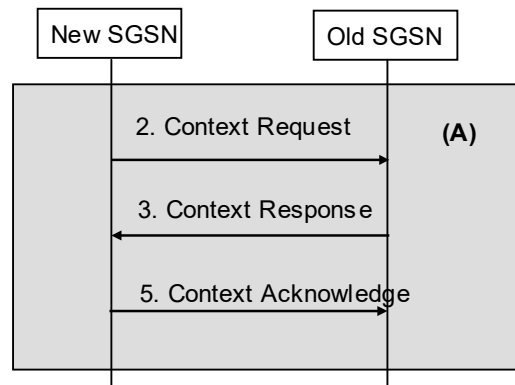 New SGSN
Old SGSN
2. Context Request
(A)
3. Context Response
5. Context Acknowledge